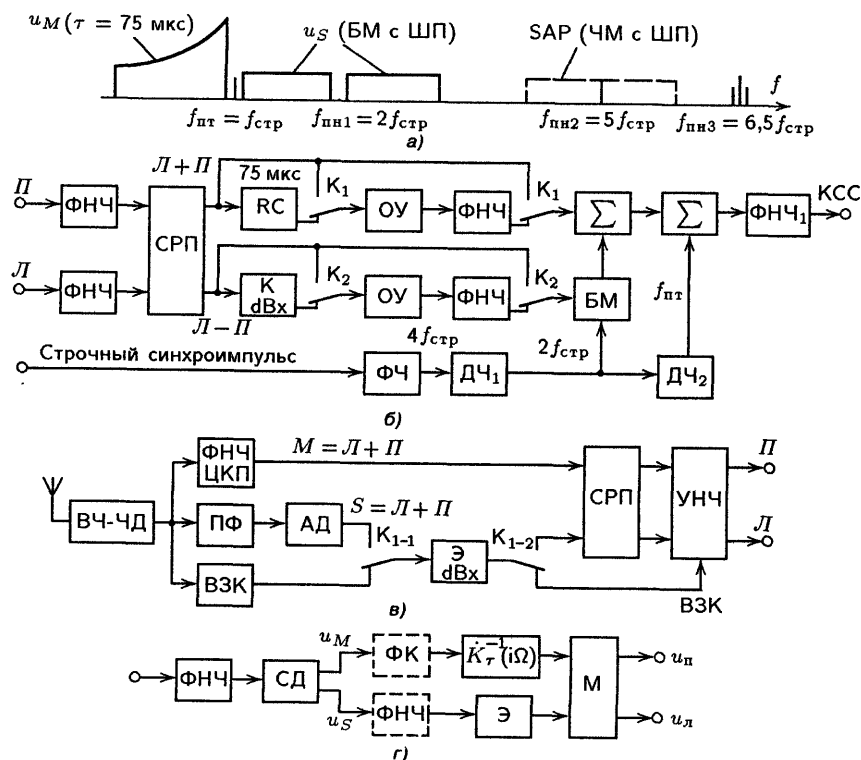 u_M (τ = 75 мкс)
u_S (БМ с ШП)
SAP (ЧМ с ШП)
f
f_пт = f_стр
f_пн1 = 2f_стр
f_пн2 = 5f_стр
f_пн3 = 6,5f_стр
а)
П
ФНЧ
СРП
Л + П
75 мкс
RC
K₁
ОУ
ФНЧ
K₁
Σ
Σ
ФНЧ₁
КСС
Л
ФНЧ
Л — П
К dBx
K₂
ОУ
ФНЧ
K₂
БМ
f_пт
Строчный синхроимпульс
ФЧ
4f_стр
ДЧ₁
2f_стр
ДЧ₂
б)
ВЧ-ЧД
ФНЧ
ЦКП
M = Л + П
СРП
УНЧ
П
Л
ПФ
АД
S = Л + П
K₁₋₁
Э
dBx
K₁₋₂
ВЗК
ВЗК
в)
ФНЧ
СД
u_M
ФК
K̇_τ⁻¹(iΩ)
М
u_п
u_S
ФНЧ
Э
u_л
г)